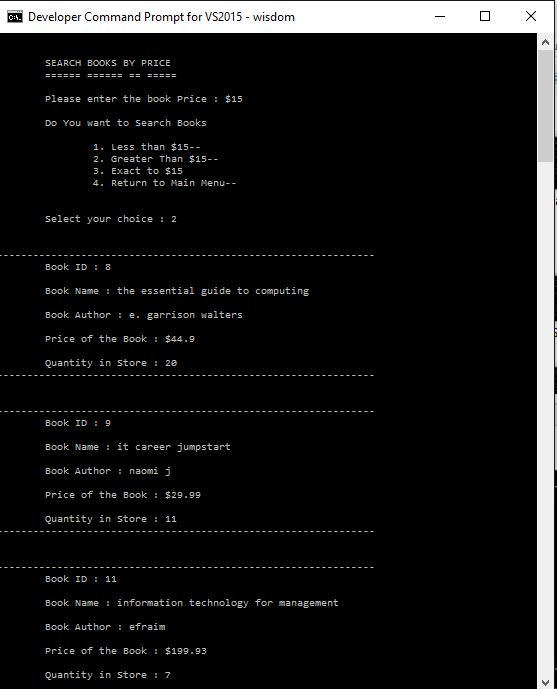 Developer Command Prompt for VS2015 - wisdom
SEARCH BOOKS BY PRICE
====== ====== == =====
Please enter the book Price : $15
Do You want to Search Books
1. Less than $15--
2. Greater Than $15--
3. Exact to $15
4. Return to Main Menu--
Select your choice : 2
---------------------------------------------------------------
Book ID : 8
Book Name : the essential guide to computing
Book Author : e. garrison walters
Price of the Book : $44.9
Quantity in Store : 20
---------------------------------------------------------------
---------------------------------------------------------------
Book ID : 9
Book Name : it career jumpstart
Book Author : naomi j
Price of the Book : $29.99
Quantity in Store : 11
---------------------------------------------------------------
---------------------------------------------------------------
Book ID : 11
Book Name : information technology for management
Book Author : efraim
Price of the Book : $199.93
Quantity in Store : 7